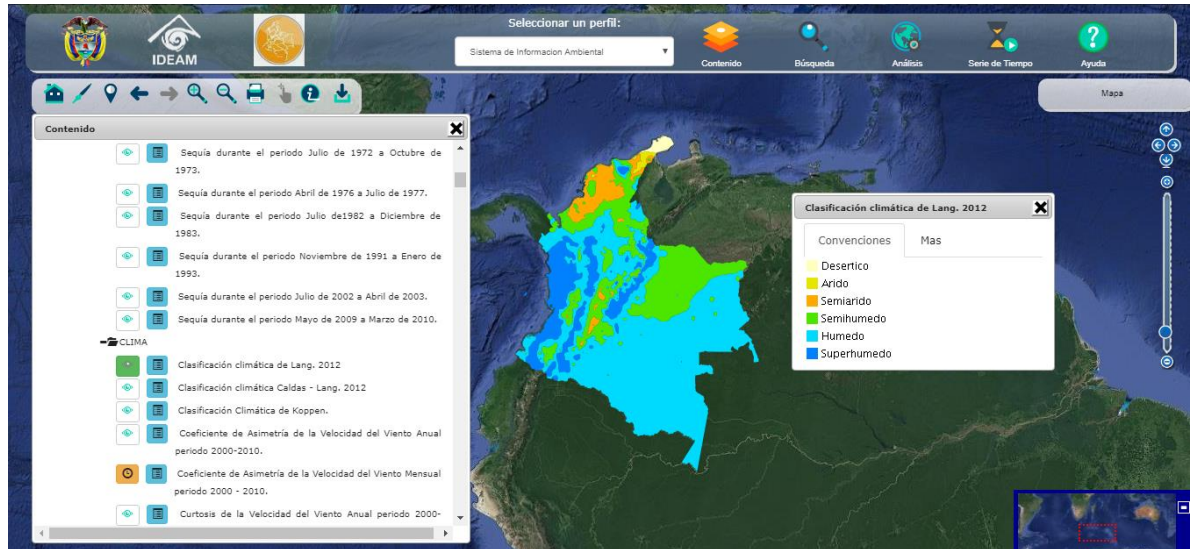 Seleccionar un perfil:
IDEAM
Sistema de Informacion Ambiental
Contenido
Búsqueda
Análisis
Serie de Tiempo
Ayuda
Mapa
Contenido
Sequía durante el periodo Julio de 1972 a Octubre de
1973.
Sequía durante el periodo Abril de 1976 a Julio de 1977.
Sequía durante el periodo Julio de1982 a Diciembre de
1983.
Sequía durante el periodo Noviembre de 1991 a Enero de
1993.
Sequía durante el periodo Julio de 2002 a Abril de 2003.
Sequía durante el periodo Mayo de 2009 a Marzo de 2010.
CLIMA
Clasificación climática de Lang. 2012
Clasificación climática Caldas - Lang. 2012
Clasificación Climática de Koppen.
Coeficiente de Asimetría de la Velocidad del Viento Anual
periodo 2000-2010.
Coeficiente de Asimetría de la Velocidad del Viento Mensual
periodo 2000 - 2010.
Curtosis de la Velocidad del Viento Anual periodo 2000-
Clasificación climática de Lang. 2012
Convenciones
Mas
Desertico
Arido
Semiarido
Semihumedo
Humedo
Superhumedo